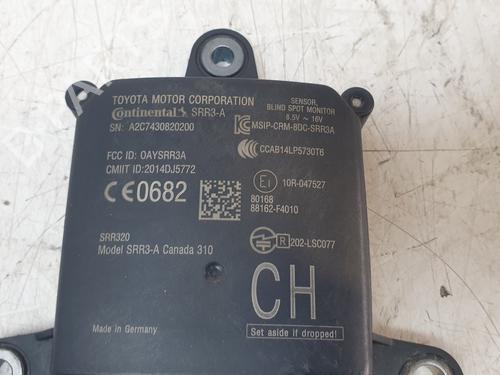 TOYOTA MOTOR CORPORATION
Continental SRR3-A
SN: A2C7430820200
SENSOR,
BLIND SPOT MONITOR
8.5V ~ 16V
MSIP-CRM-8DC-SRR3A
CCAB14LP5730T6
FCC ID: OAYSRR3A
CMIIT ID:2014DJ5772
CE0682
E1 10R-047527
80168
88162-F4010
SRR320
Model SRR3-A Canada 310
R 202-LSC077
CH
Made in Germany
Set aside if dropped!